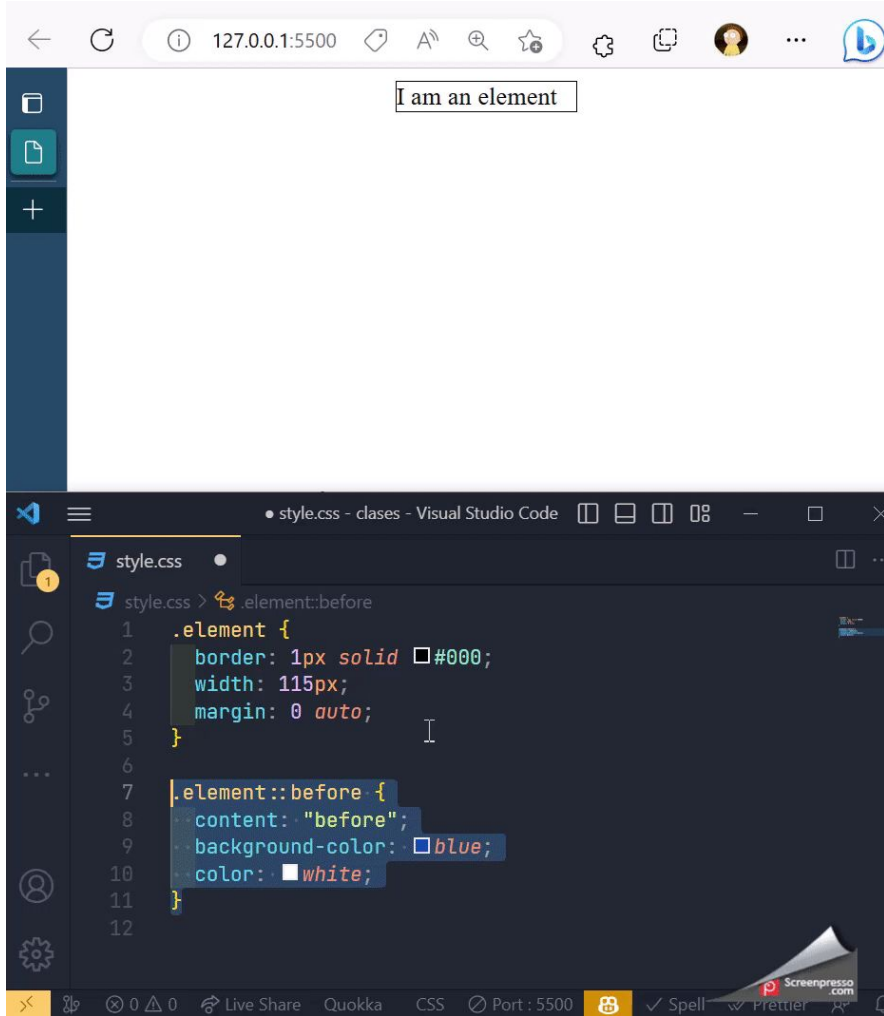 127.0.0.1:5500
I am an element
style.css - clases - Visual Studio Code
1
style.css
style.css > .element::before
1 .element {
2 border: 1px solid #000;
3 width: 115px;
4 margin: 0 auto;
5 }
6
7 .element::before {
8 content: "before";
9 background-color: blue;
10 color: white;
11 }
12
Screenpresso
.com
0 0 Live Share Quokka CSS Port : 5500 Spell Prettier